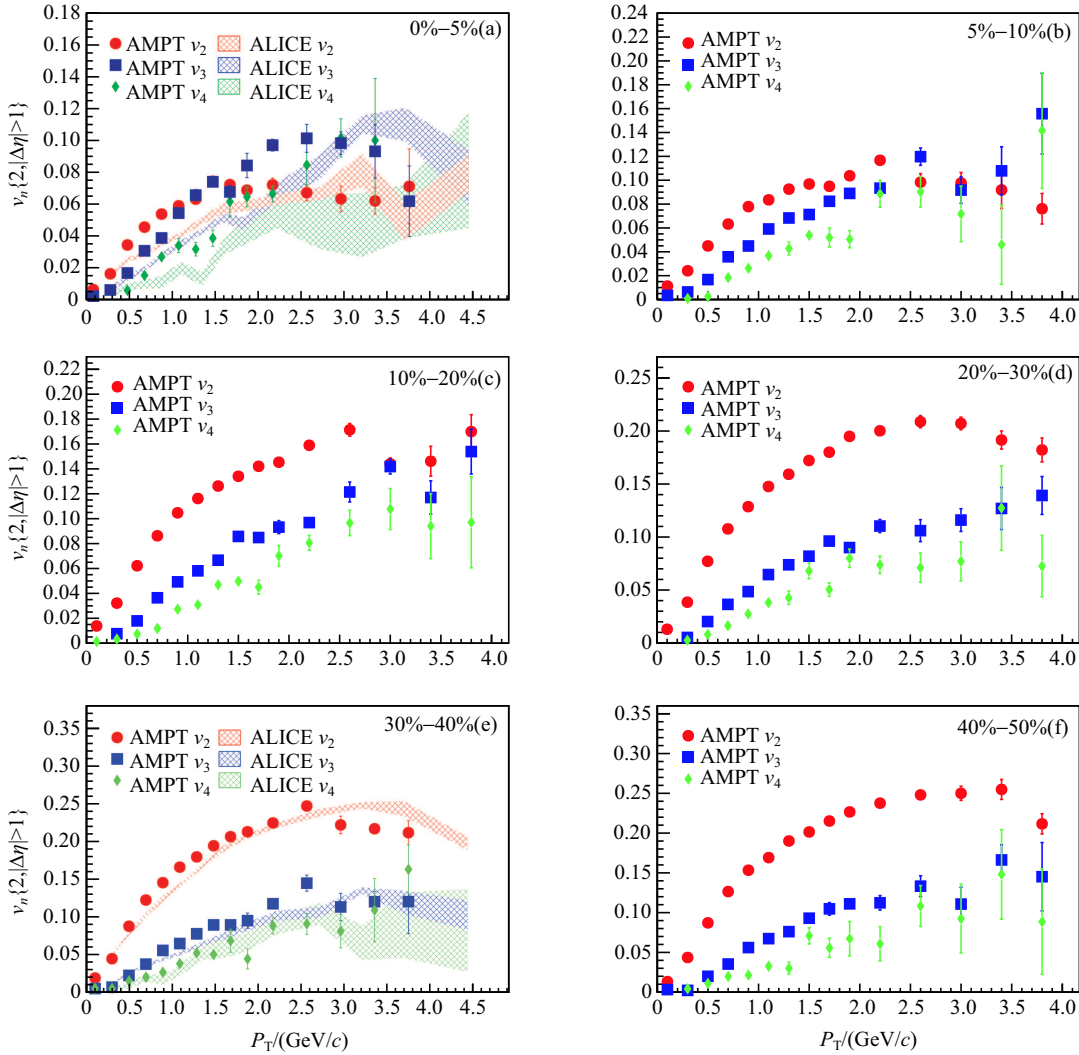 0%–5%(a)
AMPT v2 ALICE v2
AMPT v3 ALICE v3
AMPT v4 ALICE v4
vn{2,|Δη|>1}
0.18
0.16
0.14
0.12
0.10
0.08
0.06
0.04
0.02
0
0 0.5 1.0 1.5 2.0 2.5 3.0 3.5 4.0 4.5
5%–10%(b)
AMPT v2
AMPT v3
AMPT v4
0.24
0.22
0.20
0.18
0.16
0.14
0.12
0.10
0.08
0.06
0.04
0.02
0
0 0.5 1.0 1.5 2.0 2.5 3.0 3.5 4.0
10%–20%(c)
AMPT v2
AMPT v3
AMPT v4
vn{2,|Δη|>1}
0.22
0.20
0.18
0.16
0.14
0.12
0.10
0.08
0.06
0.04
0.02
0
0 0.5 1.0 1.5 2.0 2.5 3.0 3.5 4.0
20%–30%(d)
AMPT v2
AMPT v3
AMPT v4
0.25
0.20
0.15
0.10
0.05
0
0 0.5 1.0 1.5 2.0 2.5 3.0 3.5 4.0
30%–40%(e)
AMPT v2 ALICE v2
AMPT v3 ALICE v3
AMPT v4 ALICE v4
vn{2,|Δη|>1}
0.35
0.30
0.25
0.20
0.15
0.10
0.05
0
0 0.5 1.0 1.5 2.0 2.5 3.0 3.5 4.0 4.5
PT/(GeV/c)
40%–50%(f)
AMPT v2
AMPT v3
AMPT v4
0.35
0.30
0.25
0.20
0.15
0.10
0.05
0
0 0.5 1.0 1.5 2.0 2.5 3.0 3.5 4.0
PT/(GeV/c)